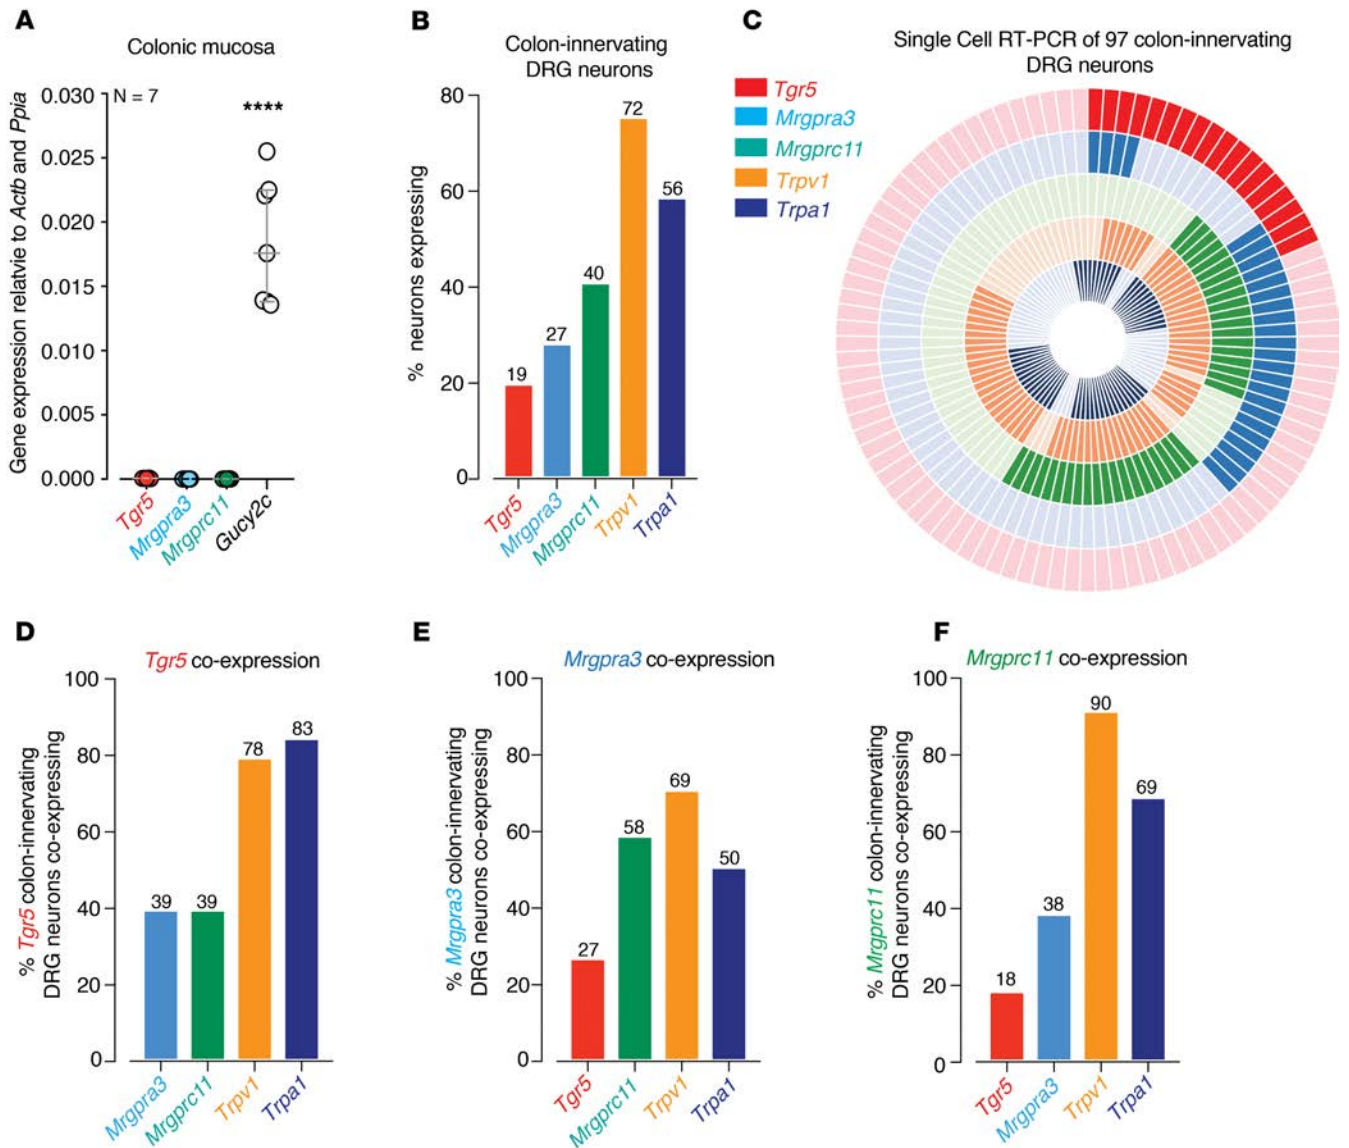 A
Colonic mucosa
N = 7
****
Gene expression relatvie to Actb and Ppia
0.030
0.025
0.020
0.015
0.010
0.005
0.000
Tgr5
Mrgpra3
Mrgprc11
Gucy2c
B
Colon-innervating
DRG neurons
% neurons expressing
80
60
40
20
0
19
27
40
72
56
Tgr5
Mrgpra3
Mrgprc11
Trpv1
Trpa1
C
Single Cell RT-PCR of 97 colon-innervating
DRG neurons
Tgr5
Mrgpra3
Mrgprc11
Trpv1
Trpa1
D
Tgr5 co-expression
% Tgr5 colon-innervating
DRG neurons co-expressing
100
80
60
40
20
0
39
39
78
83
Mrgpra3
Mrgprc11
Trpv1
Trpa1
E
Mrgpra3 co-expression
% Mrgpra3 colon-innervating
DRG neurons co-expressing
100
80
60
40
20
0
27
58
69
50
Tgr5
Mrgprc11
Trpv1
Trpa1
F
Mrgprc11 co-expression
% Mrgprc11 colon-innervating
DRG neurons co-expressing
100
80
60
40
20
0
18
38
90
69
Tgr5
Mrgpra3
Trpv1
Trpa1